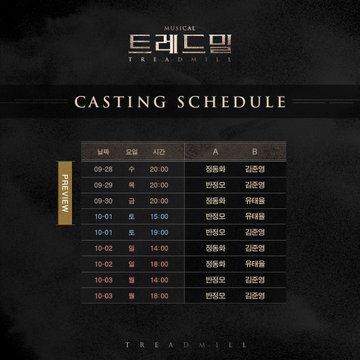 MUSICAL
트레드밀
TREADMILL
CASTING SCHEDULE
날짜 요일 시간 A B
PREVIEW
09-28 수 20:00 정동화 김준영
09-29 목 20:00 반정모 김준영
09-30 금 20:00 정동화 유태율
10-01 토 15:00 반정모 유태율
10-01 토 19:00 반정모 김준영
10-02 일 14:00 정동화 김준영
10-02 일 18:00 정동화 유태율
10-03 월 14:00 반정모 김준영
10-03 월 18:00 반정모 김준영
TREADMILL